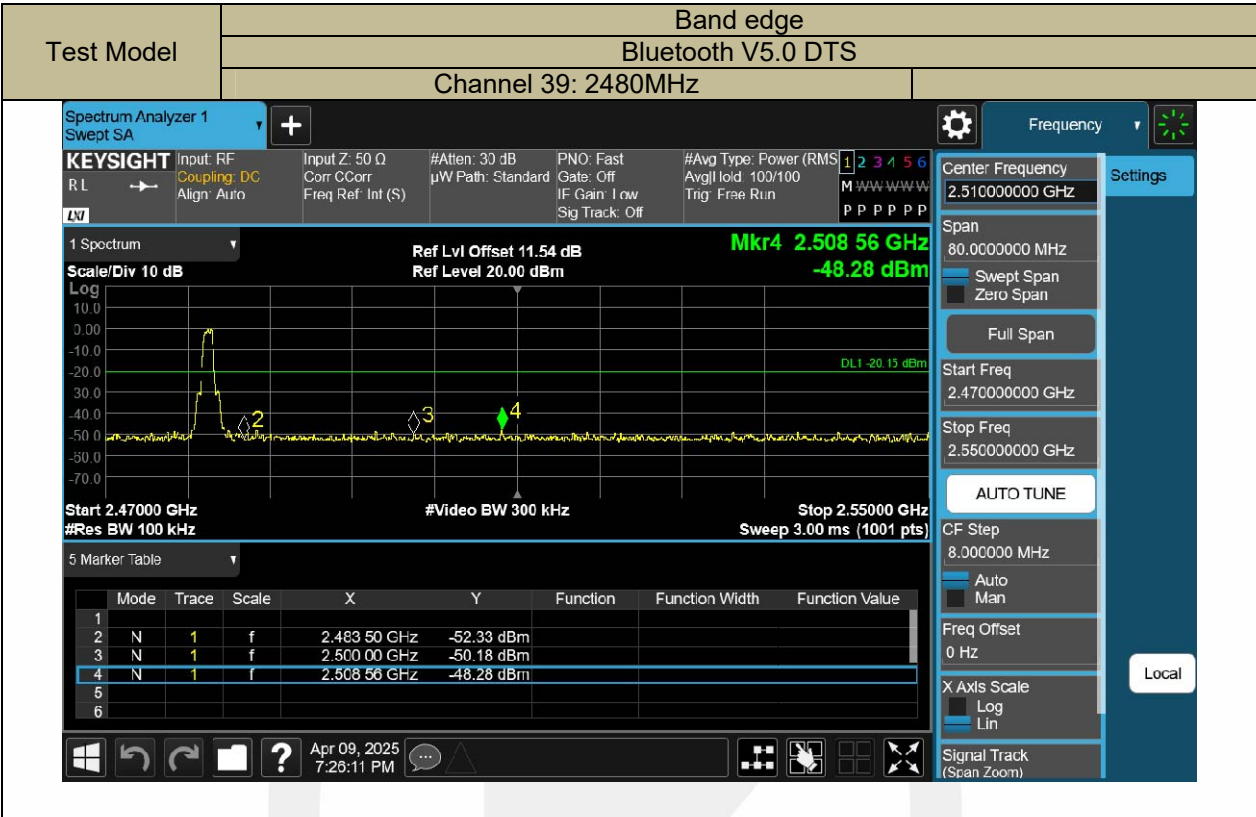 Test Model
Band edge
Bluetooth V5.0 DTS
Channel 39: 2480MHz
Spectrum Analyzer 1
Swept SA
+
Frequency
KEYSIGHT
R L
LXI
Input: RF
Coupling: DC
Align: Auto
Input Z: 50 Ω
Corr CCorr
Freq Ref: Int (S)
#Atten: 30 dB
µW Path: Standard
PNO: Fast
Gate: Off
IF Gain: Low
Sig Track: Off
#Avg Type: Power (RMS
Avg|Hold: 100/100
Trig: Free Run
1 2 3 4 5 6
M W W W W W
P P P P P P
1 Spectrum
Scale/Div 10 dB
Ref Lvl Offset 11.54 dB
Ref Level 20.00 dBm
Mkr4 2.508 56 GHz
-48.28 dBm
Log
10.0
0.00
-10.0
-20.0
-30.0
-40.0
-50.0
-60.0
-70.0
DL1 -20.15 dBm
2
3
4
Start 2.47000 GHz
#Res BW 100 kHz
#Video BW 300 kHz
Stop 2.55000 GHz
Sweep 3.00 ms (1001 pts)
5 Marker Table
Mode Trace Scale X Y Function Function Width Function Value
1
2 N 1 f 2.483 50 GHz -52.33 dBm
3 N 1 f 2.500 00 GHz -50.18 dBm
4 N 1 f 2.508 56 GHz -48.28 dBm
5
6
?
Apr 09, 2025
7:26:11 PM
Center Frequency
2.510000000 GHz
Settings
Span
80.0000000 MHz
Swept Span
Zero Span
Full Span
Start Freq
2.470000000 GHz
Stop Freq
2.550000000 GHz
AUTO TUNE
CF Step
8.000000 MHz
Auto
Man
Freq Offset
0 Hz
X Axis Scale
Log
Lin
Signal Track
(Span Zoom)
Local